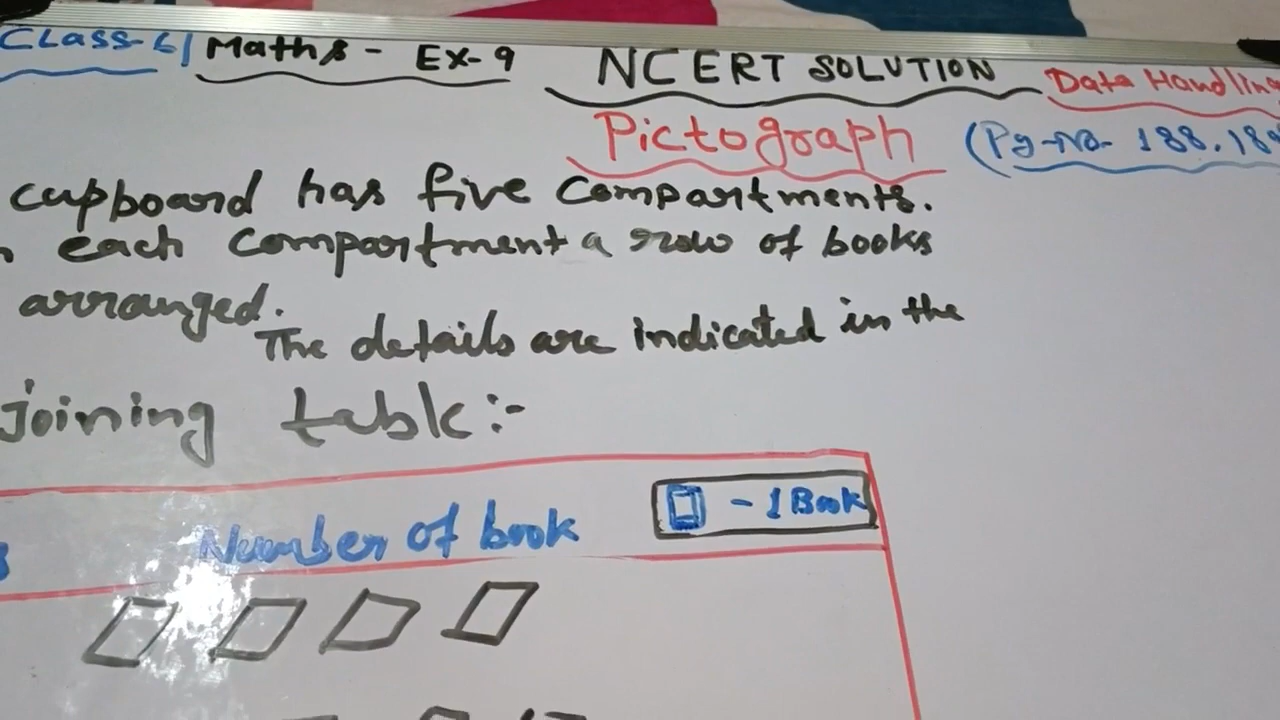 Class-6 | Maths - Ex-9 NCERT SOLUTION Data Handling
Pictograph (Pg-No- 188, 189
cupboard has five compartments.
each compartment a row of books
arranged.
The details are indicated in the
joining table:-
Number of book - 1 Book